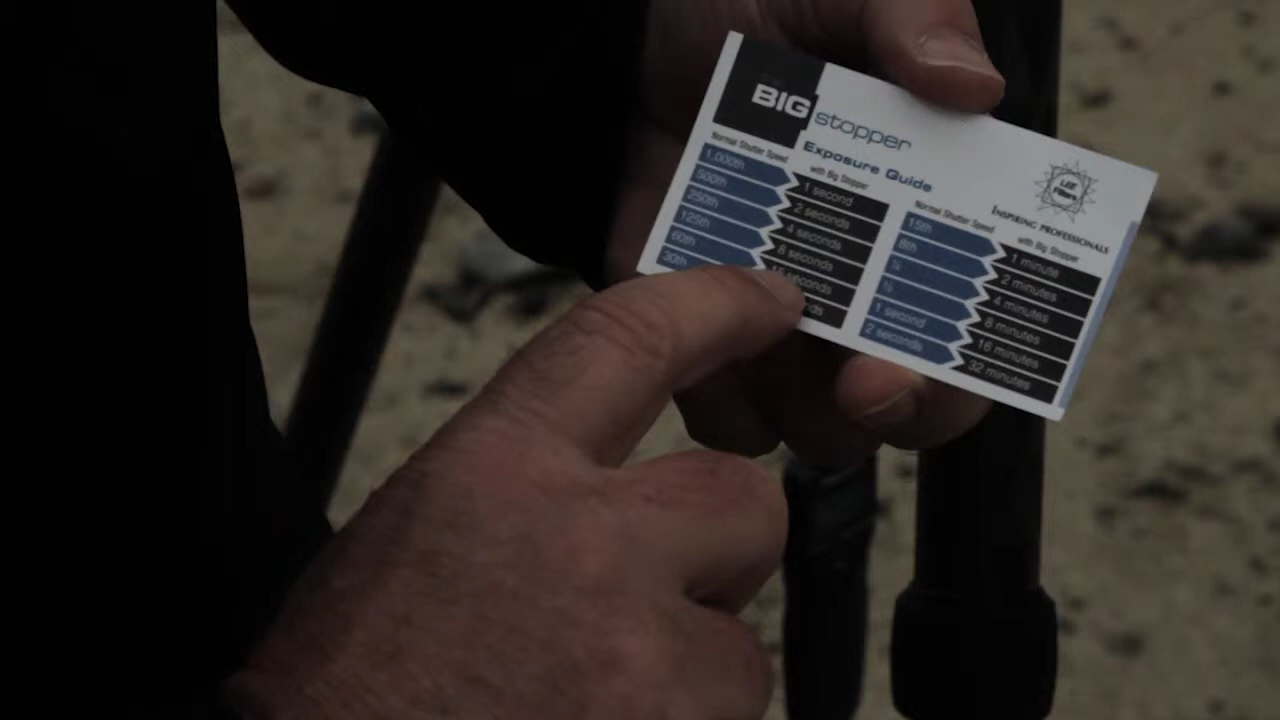 BIG stopper
Exposure Guide
LEE
Filters
INSPIRING PROFESSIONALS
Normal Shutter Speed with Big Stopper
1,000th 1 second
500th 2 seconds
250th 4 seconds
125th 8 seconds
60th 15 seconds
30th
Normal Shutter Speed with Big Stopper
15th 1 minute
8th 2 minutes
¼ 4 minutes
½ 8 minutes
1 second 16 minutes
2 seconds 32 minutes